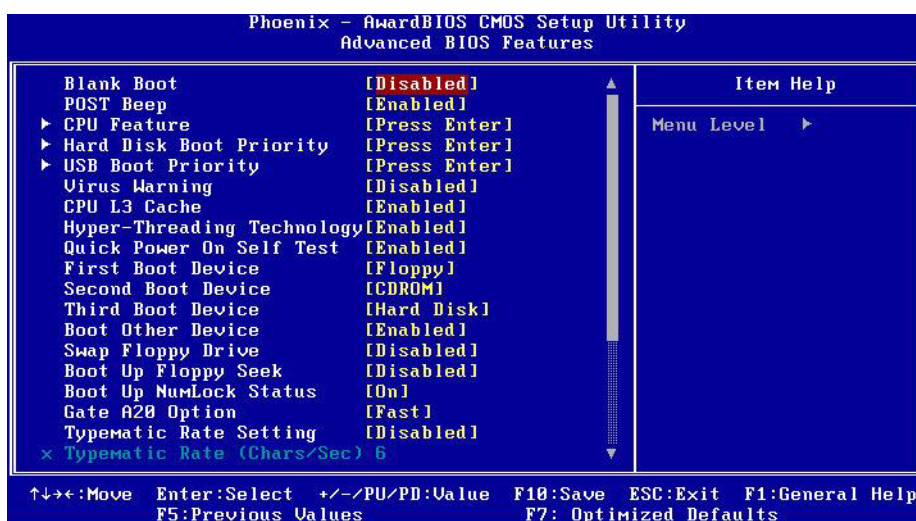 Phoenix - AwardBIOS CMOS Setup Utility
Advanced BIOS Features
Blank Boot [Disabled]
POST Beep [Enabled]
▶ CPU Feature [Press Enter]
▶ Hard Disk Boot Priority [Press Enter]
▶ USB Boot Priority [Press Enter]
Virus Warning [Disabled]
CPU L3 Cache [Enabled]
Hyper-Threading Technology[Enabled]
Quick Power On Self Test [Enabled]
First Boot Device [Floppy]
Second Boot Device [CDROM]
Third Boot Device [Hard Disk]
Boot Other Device [Enabled]
Swap Floppy Drive [Disabled]
Boot Up Floppy Seek [Disabled]
Boot Up NumLock Status [On]
Gate A20 Option [Fast]
Typematic Rate Setting [Disabled]
x Typematic Rate (Chars/Sec) 6
Item Help
Menu Level ▶
↑↓→←:Move Enter:Select +/-/PU/PD:Value F10:Save ESC:Exit F1:General Help
F5:Previous Values F7: Optimized Defaults